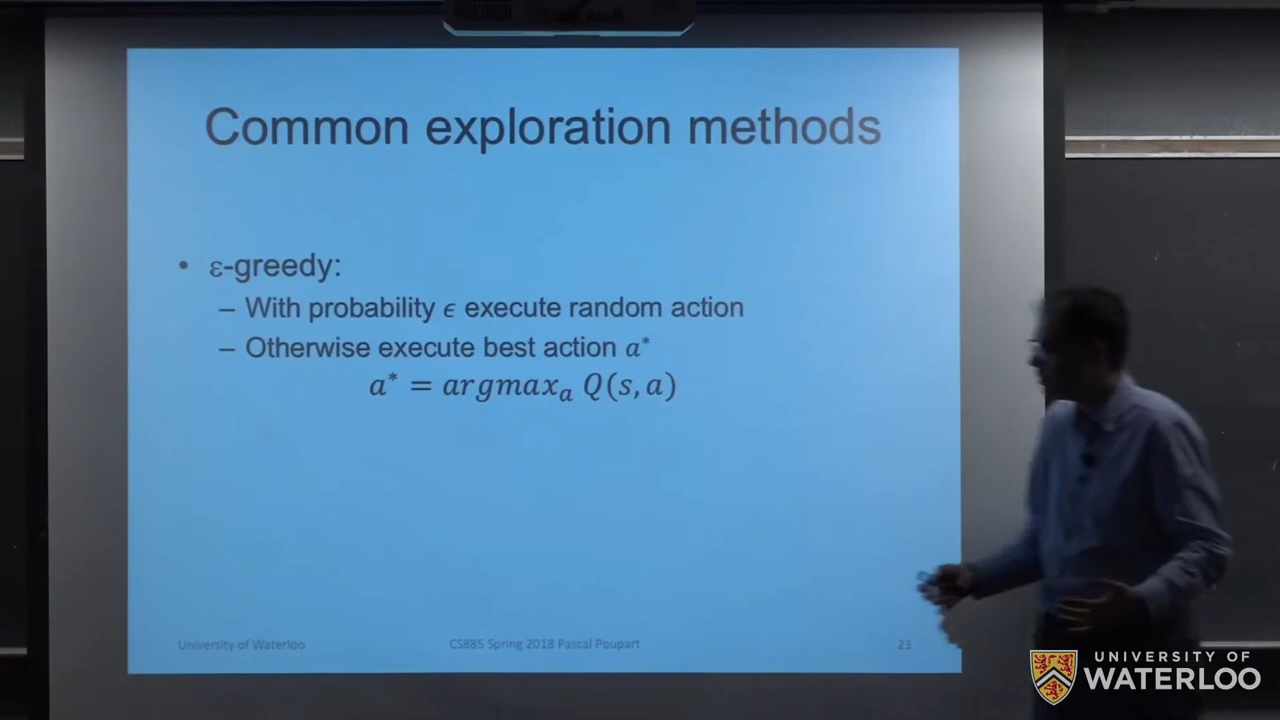 Common exploration methods
• ε-greedy:
– With probability ϵ execute random action
– Otherwise execute best action a*
a* = argmaxₐ Q(s, a)
University of Waterloo
CS885 Spring 2018 Pascal Poupart
23
UNIVERSITY OF
WATERLOO